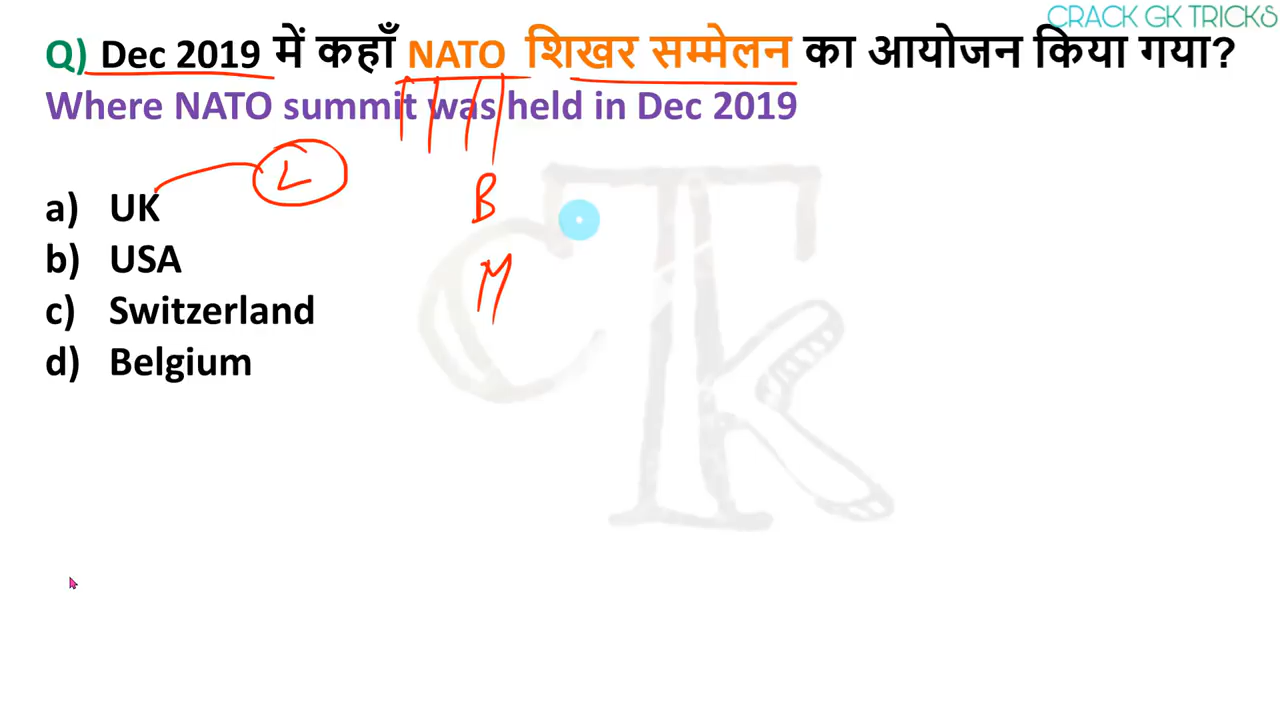 CRACK GK TRICKS
Q) Dec 2019 में कहाँ NATO शिखर सम्मेलन का आयोजन किया गया?
Where NATO summit was held in Dec 2019
L
a) UK
B
b) USA
M
c) Switzerland
d) Belgium
CTK